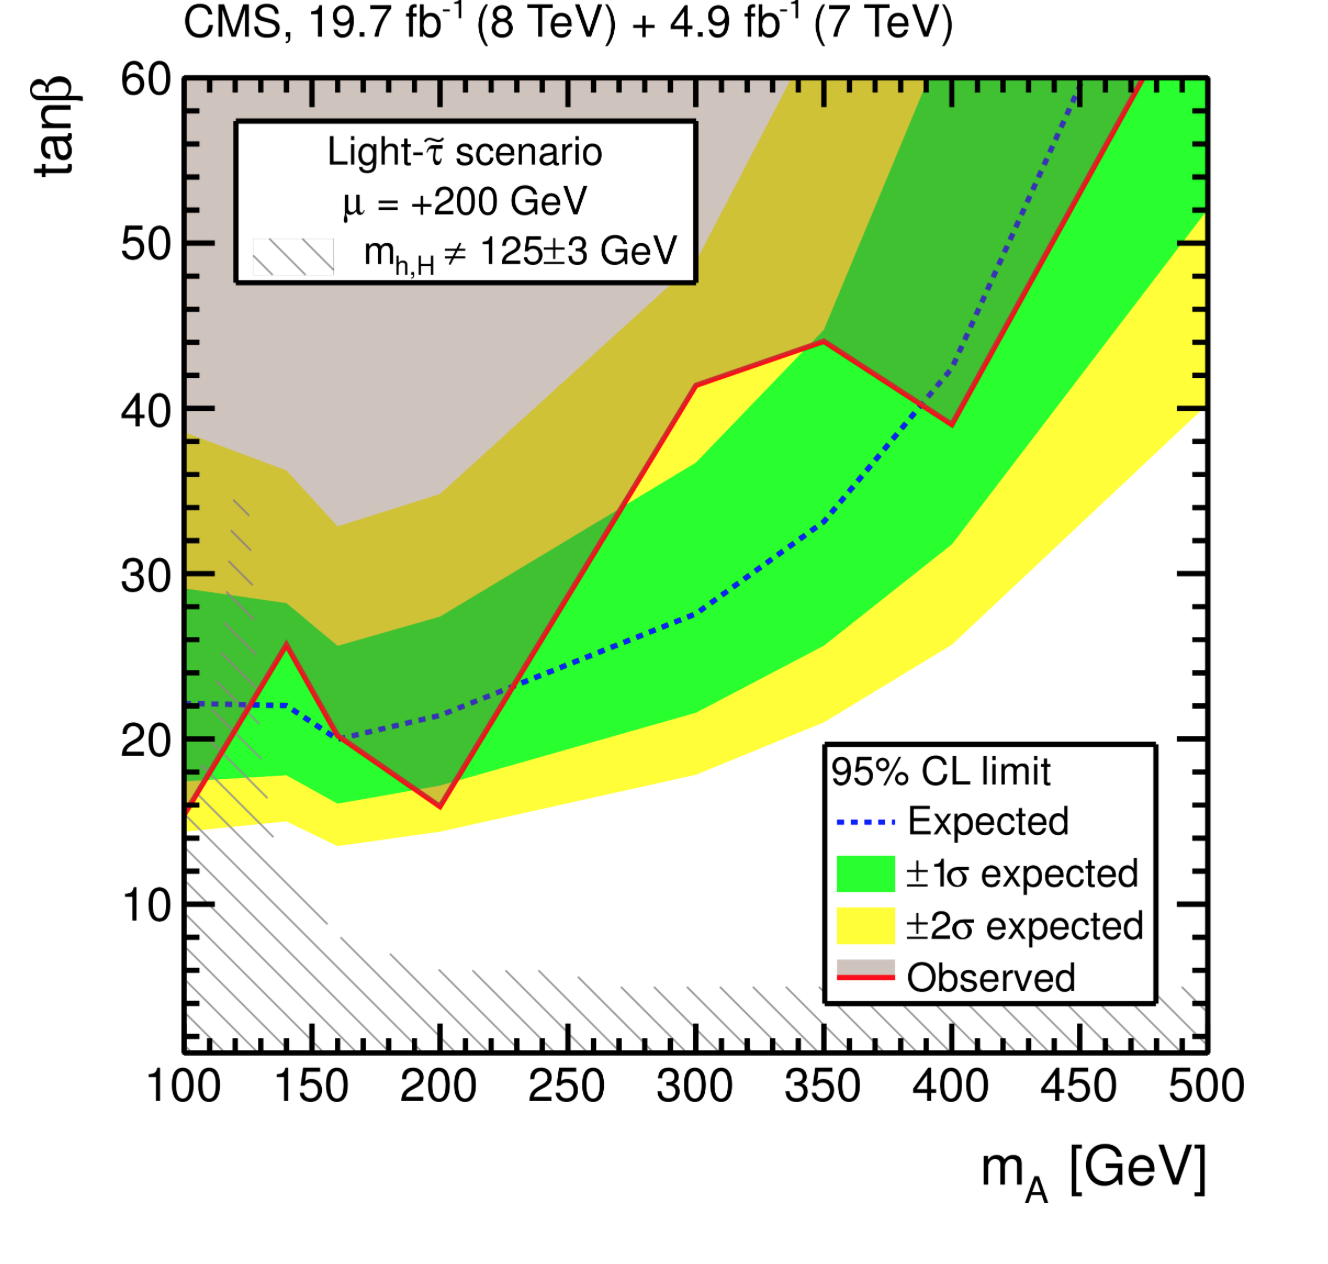 CMS, 19.7 fb⁻¹ (8 TeV) + 4.9 fb⁻¹ (7 TeV)
tanβ
60
50
40
30
20
10
Light-τ̃ scenario
μ = +200 GeV
m_h,H ≠ 125±3 GeV
95% CL limit
Expected
±1σ expected
±2σ expected
Observed
100 150 200 250 300 350 400 450 500
m_A [GeV]